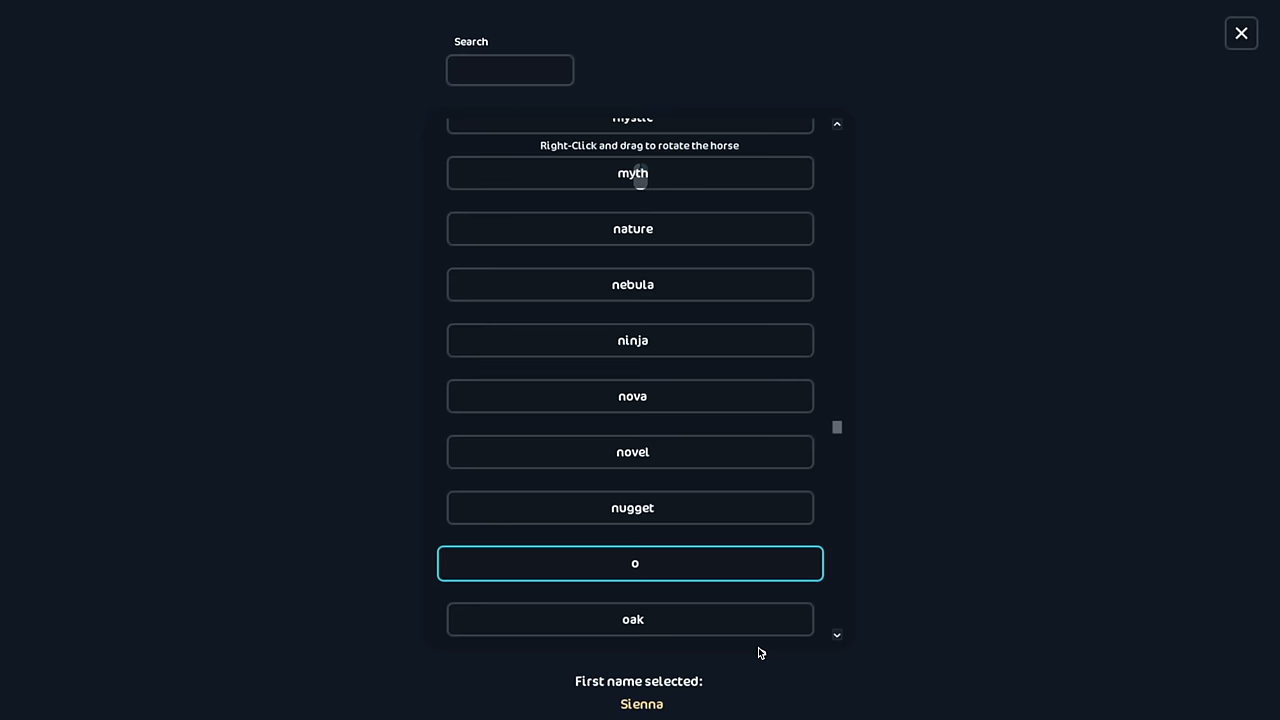 Search
mystic
Right-Click and drag to rotate the horse
myth
nature
nebula
ninja
nova
novel
nugget
o
oak
First name selected:
Sienna